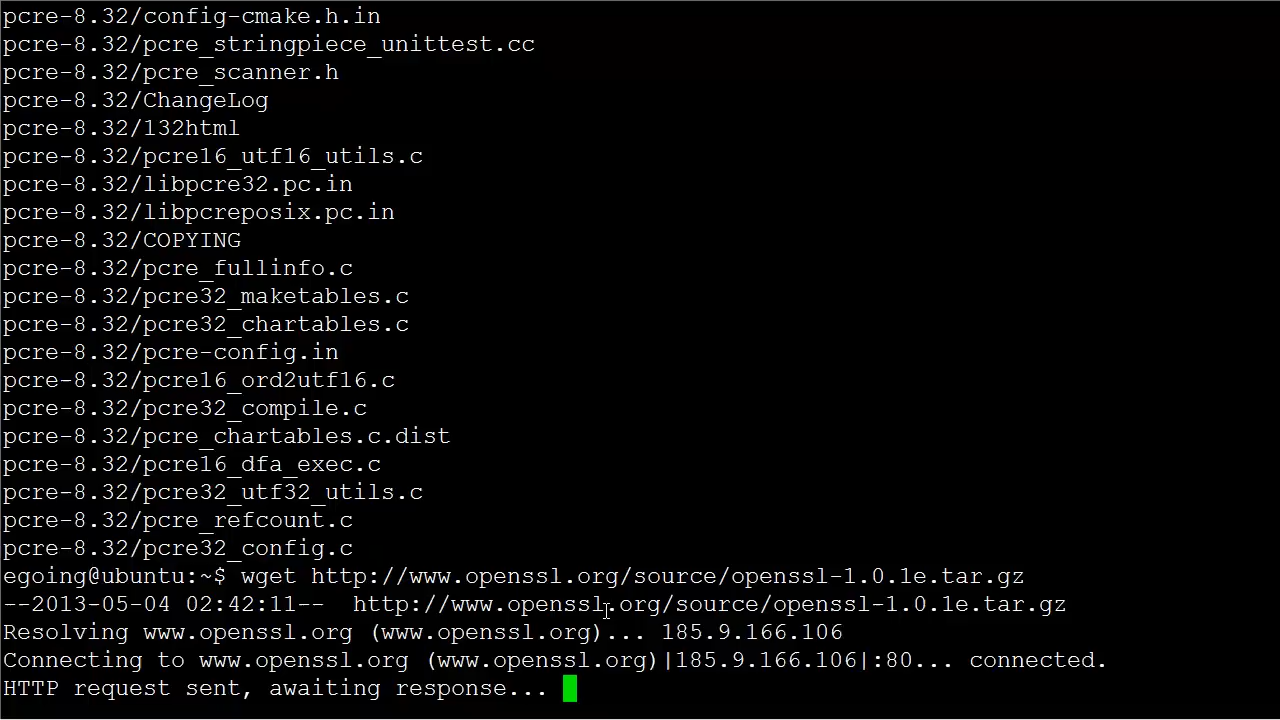 pcre-8.32/config-cmake.h.in
pcre-8.32/pcre_stringpiece_unittest.cc
pcre-8.32/pcre_scanner.h
pcre-8.32/ChangeLog
pcre-8.32/132html
pcre-8.32/pcre16_utf16_utils.c
pcre-8.32/libpcre32.pc.in
pcre-8.32/libpcreposix.pc.in
pcre-8.32/COPYING
pcre-8.32/pcre_fullinfo.c
pcre-8.32/pcre32_maketables.c
pcre-8.32/pcre32_chartables.c
pcre-8.32/pcre-config.in
pcre-8.32/pcre16_ord2utf16.c
pcre-8.32/pcre32_compile.c
pcre-8.32/pcre_chartables.c.dist
pcre-8.32/pcre16_dfa_exec.c
pcre-8.32/pcre32_utf32_utils.c
pcre-8.32/pcre_refcount.c
pcre-8.32/pcre32_config.c
egoing@ubuntu:~$ wget http://www.openssl.org/source/openssl-1.0.1e.tar.gz
--2013-05-04 02:42:11--  http://www.openssl.org/source/openssl-1.0.1e.tar.gz
Resolving www.openssl.org (www.openssl.org)... 185.9.166.106
Connecting to www.openssl.org (www.openssl.org)|185.9.166.106|:80... connected.
HTTP request sent, awaiting response...